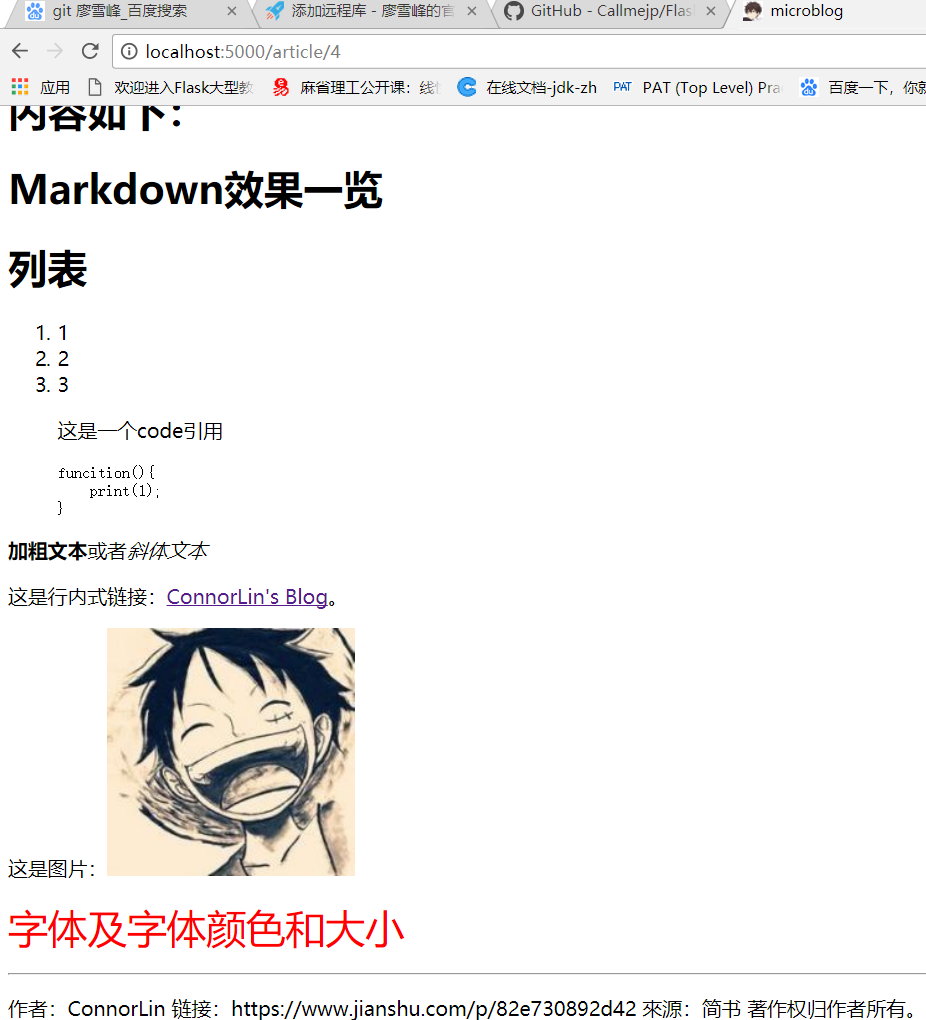 git 廖雪峰_百度搜索
添加远程库 - 廖雪峰的官
GitHub - Callmejp/Flas
microblog
localhost:5000/article/4
应用
欢迎进入Flask大型教
麻省理工公开课：线
在线文档-jdk-zh
PAT
PAT (Top Level) Prac
百度一下，你就
内容如下：
Markdown效果一览
列表
1. 1
2. 2
3. 3
这是一个code引用
funcition(){
print(1);
}
加粗文本或者斜体文本
这是行内式链接：ConnorLin's Blog。
这是图片：
字体及字体颜色和大小
作者：ConnorLin 链接：https://www.jianshu.com/p/82e730892d42 來源：简书 著作权归作者所有。